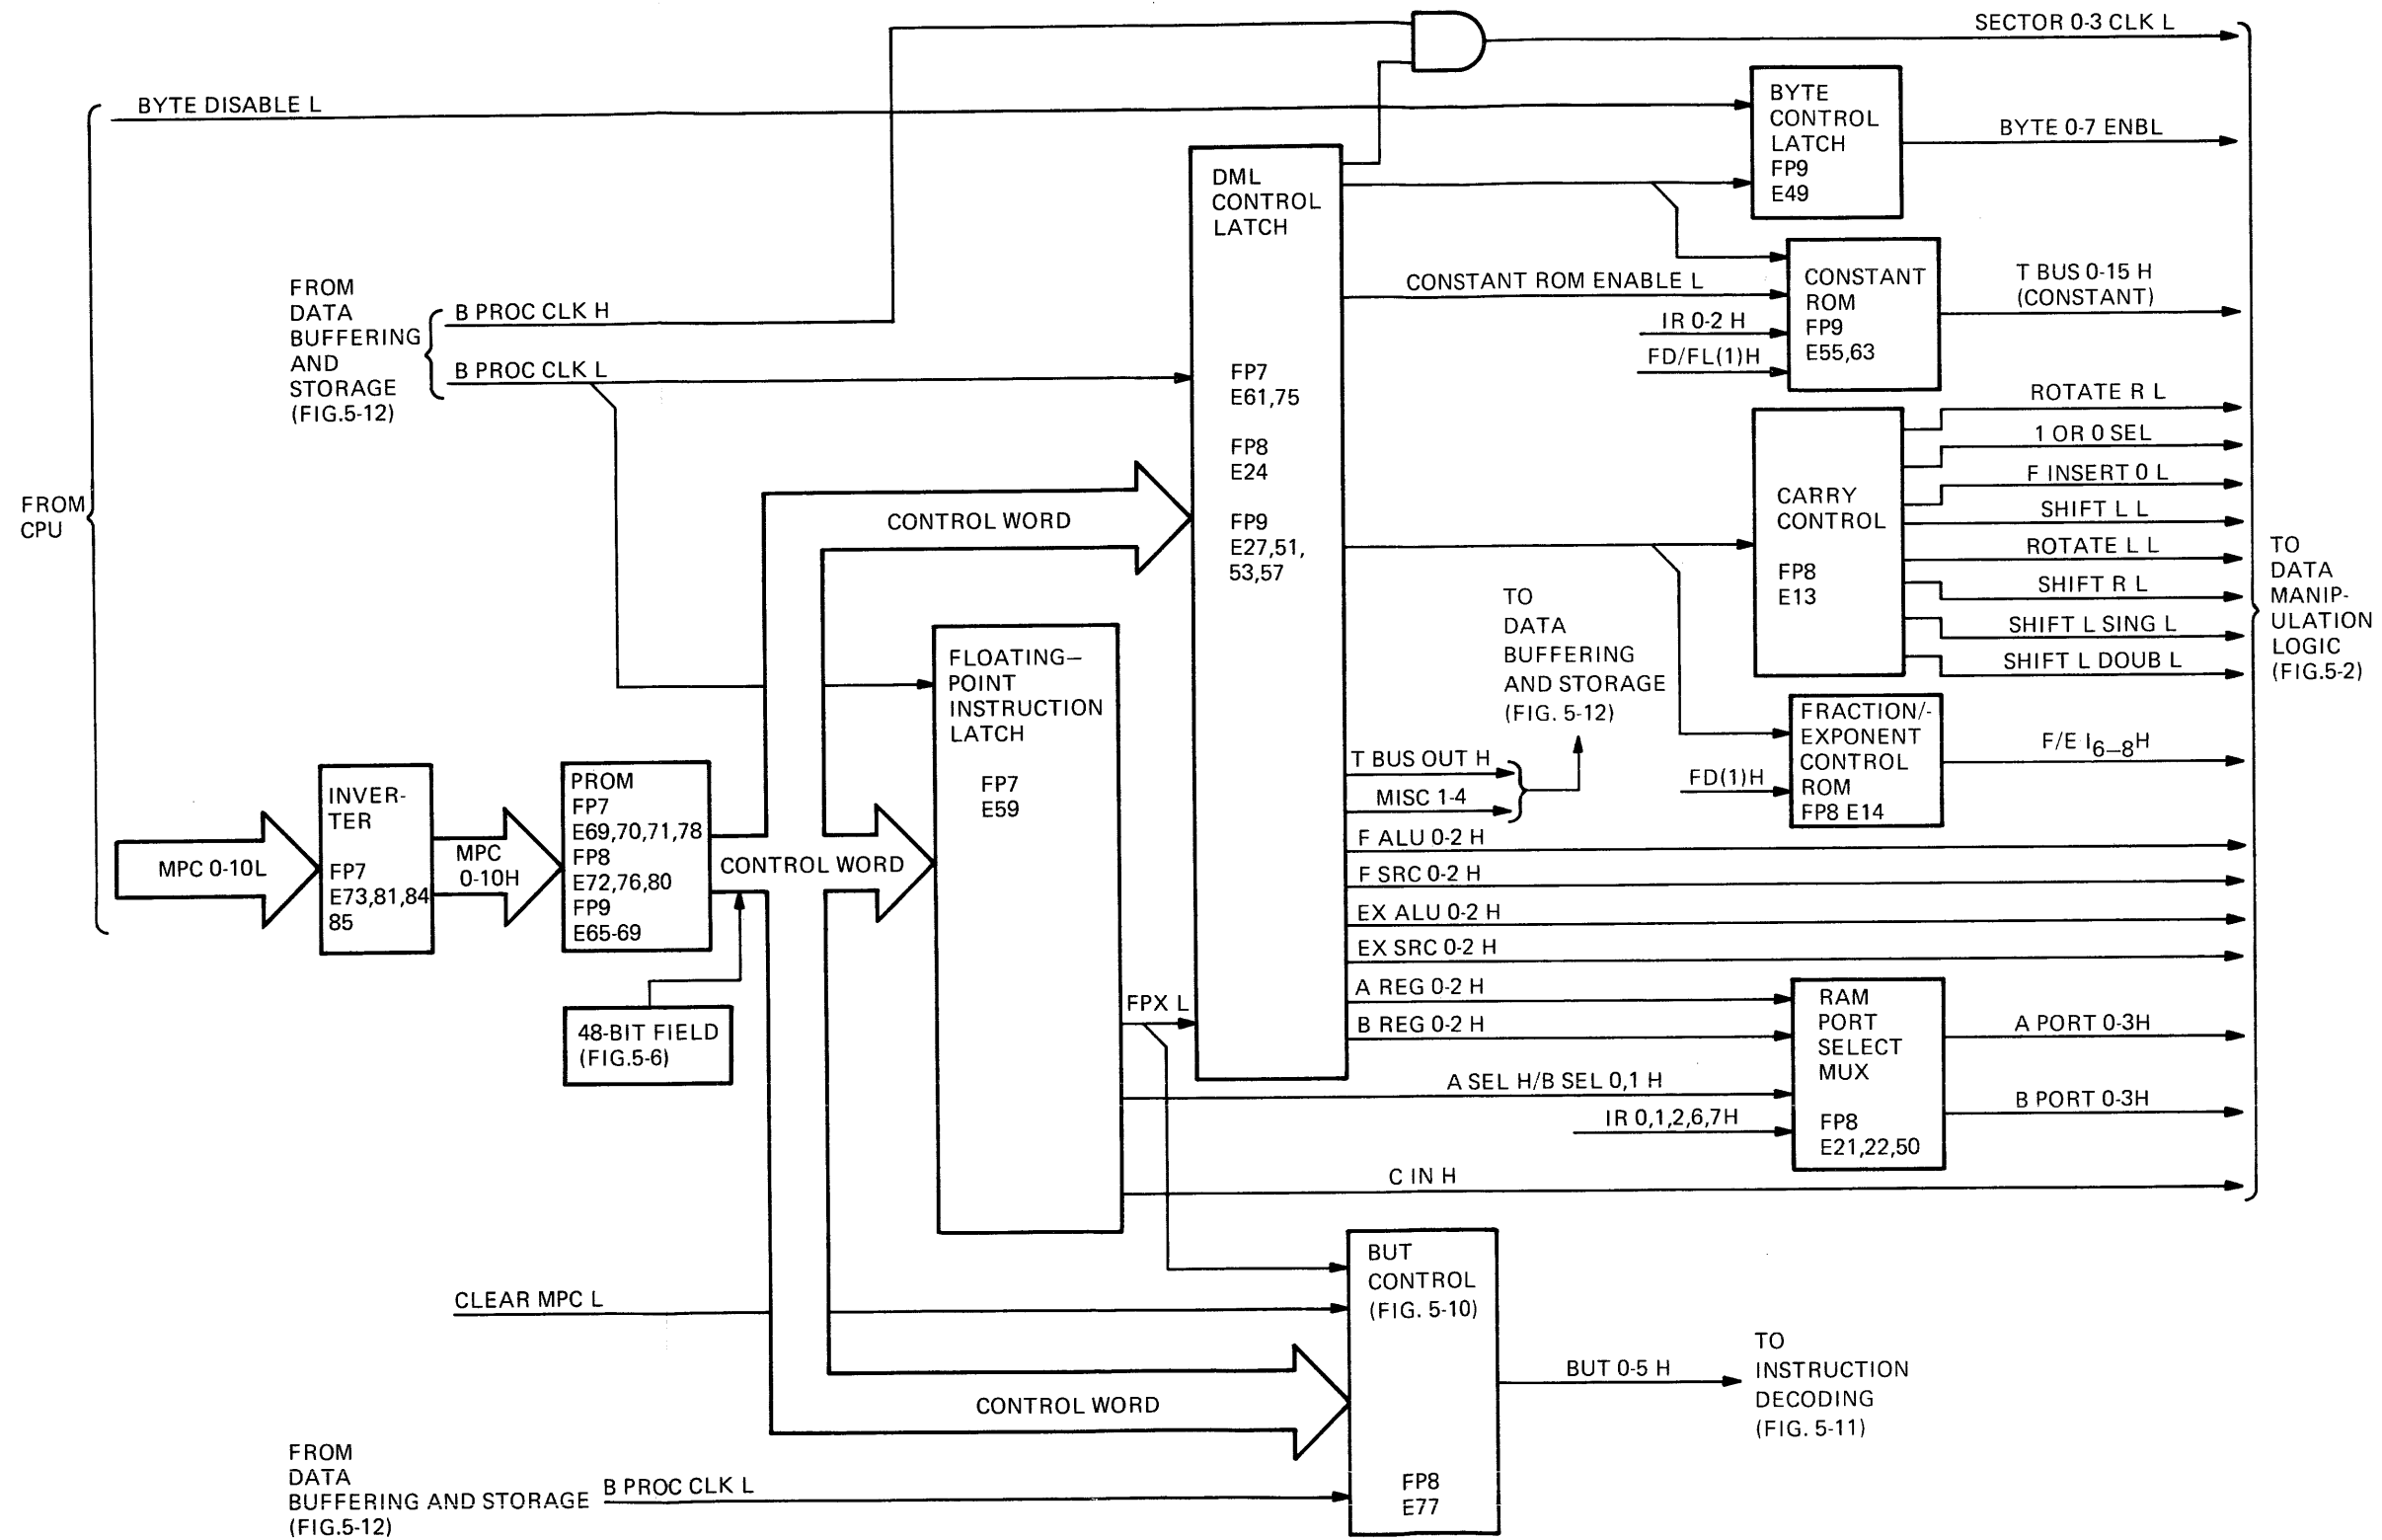 SECTOR 0-3 CLK L
BYTE DISABLE L
BYTE
CONTROL
LATCH
FP9
E49
BYTE 0-7 ENBL
DML
CONTROL
LATCH
FP7
E61,75
FP8
E24
FP9
E27,51,
53,57
FROM
DATA
BUFFERING
AND
STORAGE
(FIG.5-12)
B PROC CLK H
B PROC CLK L
CONSTANT ROM ENABLE L
IR 0-2 H
FD/FL(1)H
CONSTANT
ROM
FP9
E55,63
T BUS 0-15 H
(CONSTANT)
FROM
CPU
CONTROL WORD
CARRY
CONTROL
FP8
E13
ROTATE R L
1 OR 0 SEL
F INSERT 0 L
SHIFT L L
ROTATE L L
SHIFT R L
SHIFT L SING L
SHIFT L DOUB L
TO
DATA
MANIP-
ULATION
LOGIC
(FIG.5-2)
TO
DATA
BUFFERING
AND STORAGE
(FIG. 5-12)
FLOATING—
POINT
INSTRUCTION
LATCH
FP7
E59
T BUS OUT H
MISC 1-4
FD(1)H
FRACTION/-
EXPONENT
CONTROL
ROM
FP8 E14
F/E I6—8H
MPC 0-10L
INVER-
TER
FP7
E73,81,84
85
MPC
0-10H
PROM
FP7
E69,70,71,78
FP8
E72,76,80
FP9
E65-69
CONTROL WORD
48-BIT FIELD
(FIG.5-6)
F ALU 0-2 H
F SRC 0-2 H
EX ALU 0-2 H
EX SRC 0-2 H
A REG 0-2 H
B REG 0-2 H
FPX L
A SEL H/B SEL 0,1 H
IR 0,1,2,6,7H
RAM
PORT
SELECT
MUX
FP8
E21,22,50
A PORT 0-3H
B PORT 0-3H
C IN H
CLEAR MPC L
BUT
CONTROL
(FIG. 5-10)
FP8
E77
CONTROL WORD
BUT 0-5 H
TO
INSTRUCTION
DECODING
(FIG. 5-11)
FROM
DATA
BUFFERING AND STORAGE
(FIG.5-12)
B PROC CLK L